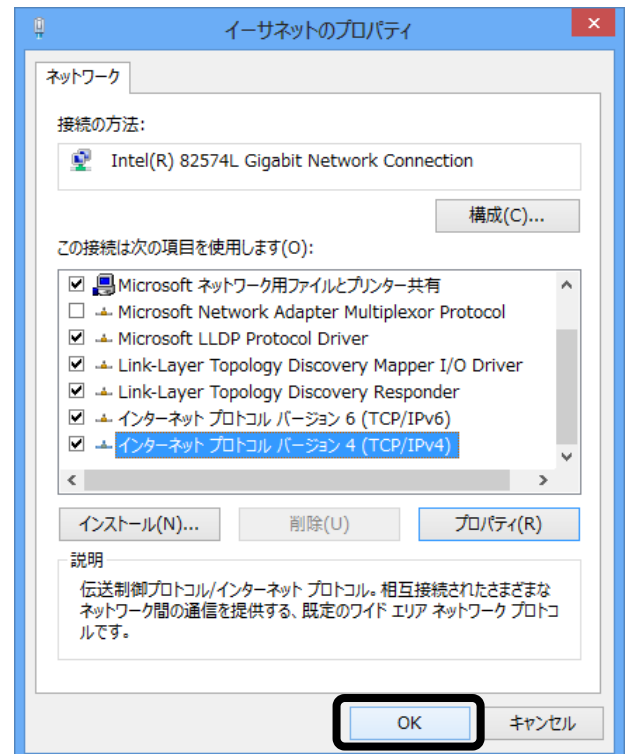 イーサネットのプロパティ
ネットワーク
接続の方法:
Intel(R) 82574L Gigabit Network Connection
構成(C)...
この接続は次の項目を使用します(O):
Microsoft ネットワーク用ファイルとプリンター共有
Microsoft Network Adapter Multiplexor Protocol
Microsoft LLDP Protocol Driver
Link-Layer Topology Discovery Mapper I/O Driver
Link-Layer Topology Discovery Responder
インターネット プロトコル バージョン 6 (TCP/IPv6)
インターネット プロトコル バージョン 4 (TCP/IPv4)
インストール(N)... 削除(U) プロパティ(R)
説明
伝送制御プロトコル/インターネット プロトコル。相互接続されたさまざまな
ネットワーク間の通信を提供する、既定のワイド エリア ネットワーク プロトコ
ルです。
OK キャンセル